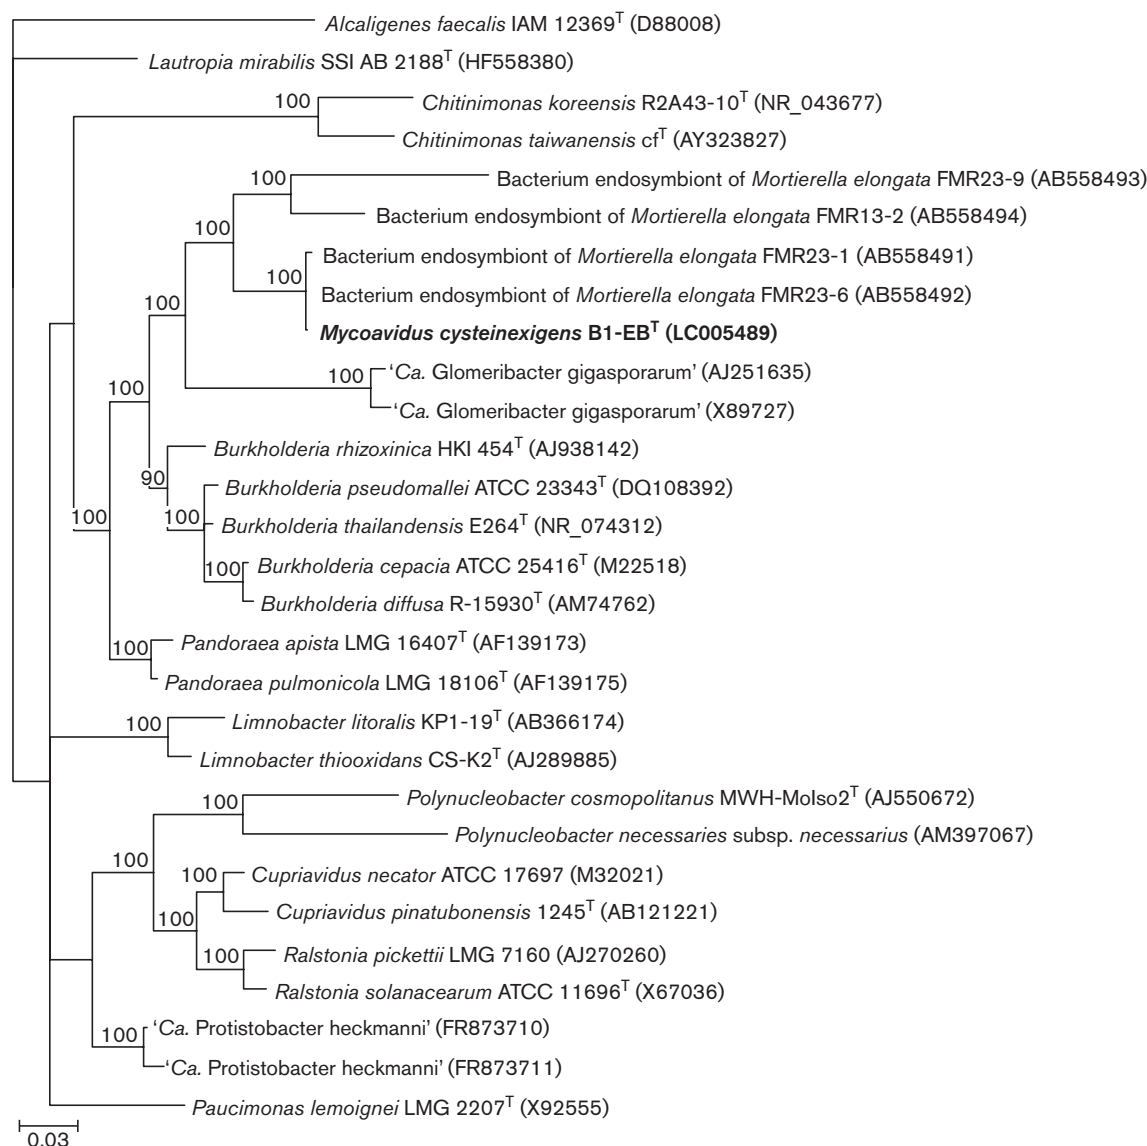 Alcaligenes faecalis IAM 12369T (D88008)
Lautropia mirabilis SSI AB 2188T (HF558380)
100
Chitinimonas koreensis R2A43-10T (NR_043677)
Chitinimonas taiwanensis cfT (AY323827)
100
Bacterium endosymbiont of Mortierella elongata FMR23-9 (AB558493)
Bacterium endosymbiont of Mortierella elongata FMR13-2 (AB558494)
100
Bacterium endosymbiont of Mortierella elongata FMR23-1 (AB558491)
100
Bacterium endosymbiont of Mortierella elongata FMR23-6 (AB558492)
100
Mycoavidus cysteinexigens B1-EBT (LC005489)
100
'Ca. Glomeribacter gigasporarum' (AJ251635)
100
'Ca. Glomeribacter gigasporarum' (X89727)
Burkholderia rhizoxinica HKI 454T (AJ938142)
90
Burkholderia pseudomallei ATCC 23343T (DQ108392)
100
100
Burkholderia thailandensis E264T (NR_074312)
100
Burkholderia cepacia ATCC 25416T (M22518)
Burkholderia diffusa R-15930T (AM74762)
100
Pandoraea apista LMG 16407T (AF139173)
Pandoraea pulmonicola LMG 18106T (AF139175)
100
Limnobacter litoralis KP1-19T (AB366174)
Limnobacter thiooxidans CS-K2T (AJ289885)
100
Polynucleobacter cosmopolitanus MWH-MoIso2T (AJ550672)
Polynucleobacter necessaries subsp. necessarius (AM397067)
100
100
Cupriavidus necator ATCC 17697 (M32021)
100
Cupriavidus pinatubonensis 1245T (AB121221)
100
Ralstonia pickettii LMG 7160 (AJ270260)
Ralstonia solanacearum ATCC 11696T (X67036)
100
'Ca. Protistobacter heckmanni' (FR873710)
'Ca. Protistobacter heckmanni' (FR873711)
Paucimonas lemoignei LMG 2207T (X92555)
0.03